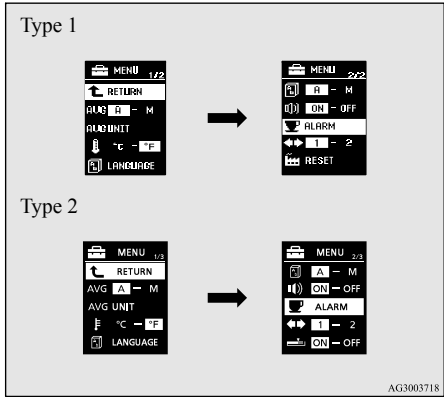 Type 1
MENU 1/2
RETURN
AVG A - M
AVG UNIT
°C - °F
LANGUAGE
MENU 2/2
A - M
ON - OFF
ALARM
1 - 2
RESET
Type 2
MENU 1/3
RETURN
AVG A - M
AVG UNIT
°C - °F
LANGUAGE
MENU 2/3
A - M
ON - OFF
ALARM
1 - 2
ON - OFF
AG3003718